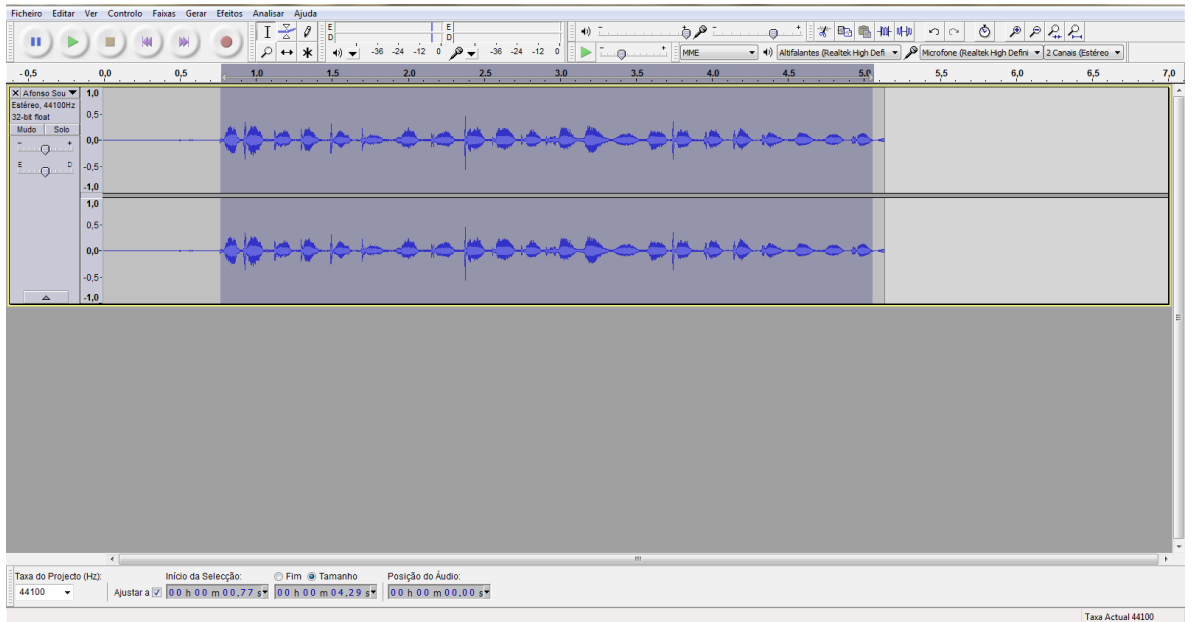 Ficheiro Editar Ver Controlo Faixas Gerar Efeitos Analisar Ajuda
E
D
-36 -24 -12 0
E
D
-36 -24 -12 0
- +
- +
- +
MME
Altifalantes (Realtek High Defi
Microfone (Realtek High Defini
2 Canais (Estéreo
- 0,5 0,0 0,5 1,0 1,5 2,0 2,5 3,0 3,5 4,0 4,5 5,0 5,5 6,0 6,5 7,0
X Afonso Sou
Estéreo, 44100Hz
32-bit float
Mudo Solo
- +
E D
1,0
0,5-
0,0-
-0,5-
-1,0
1,0
0,5-
0,0-
-0,5-
-1,0
Taxa do Projecto (Hz): Início da Selecção: Fim Tamanho Posição do Áudio:
44100 Ajustar a 00 h 00 m 00,77 s 00 h 00 m 04,29 s 00 h 00 m 00,00 s
Taxa Actual 44100